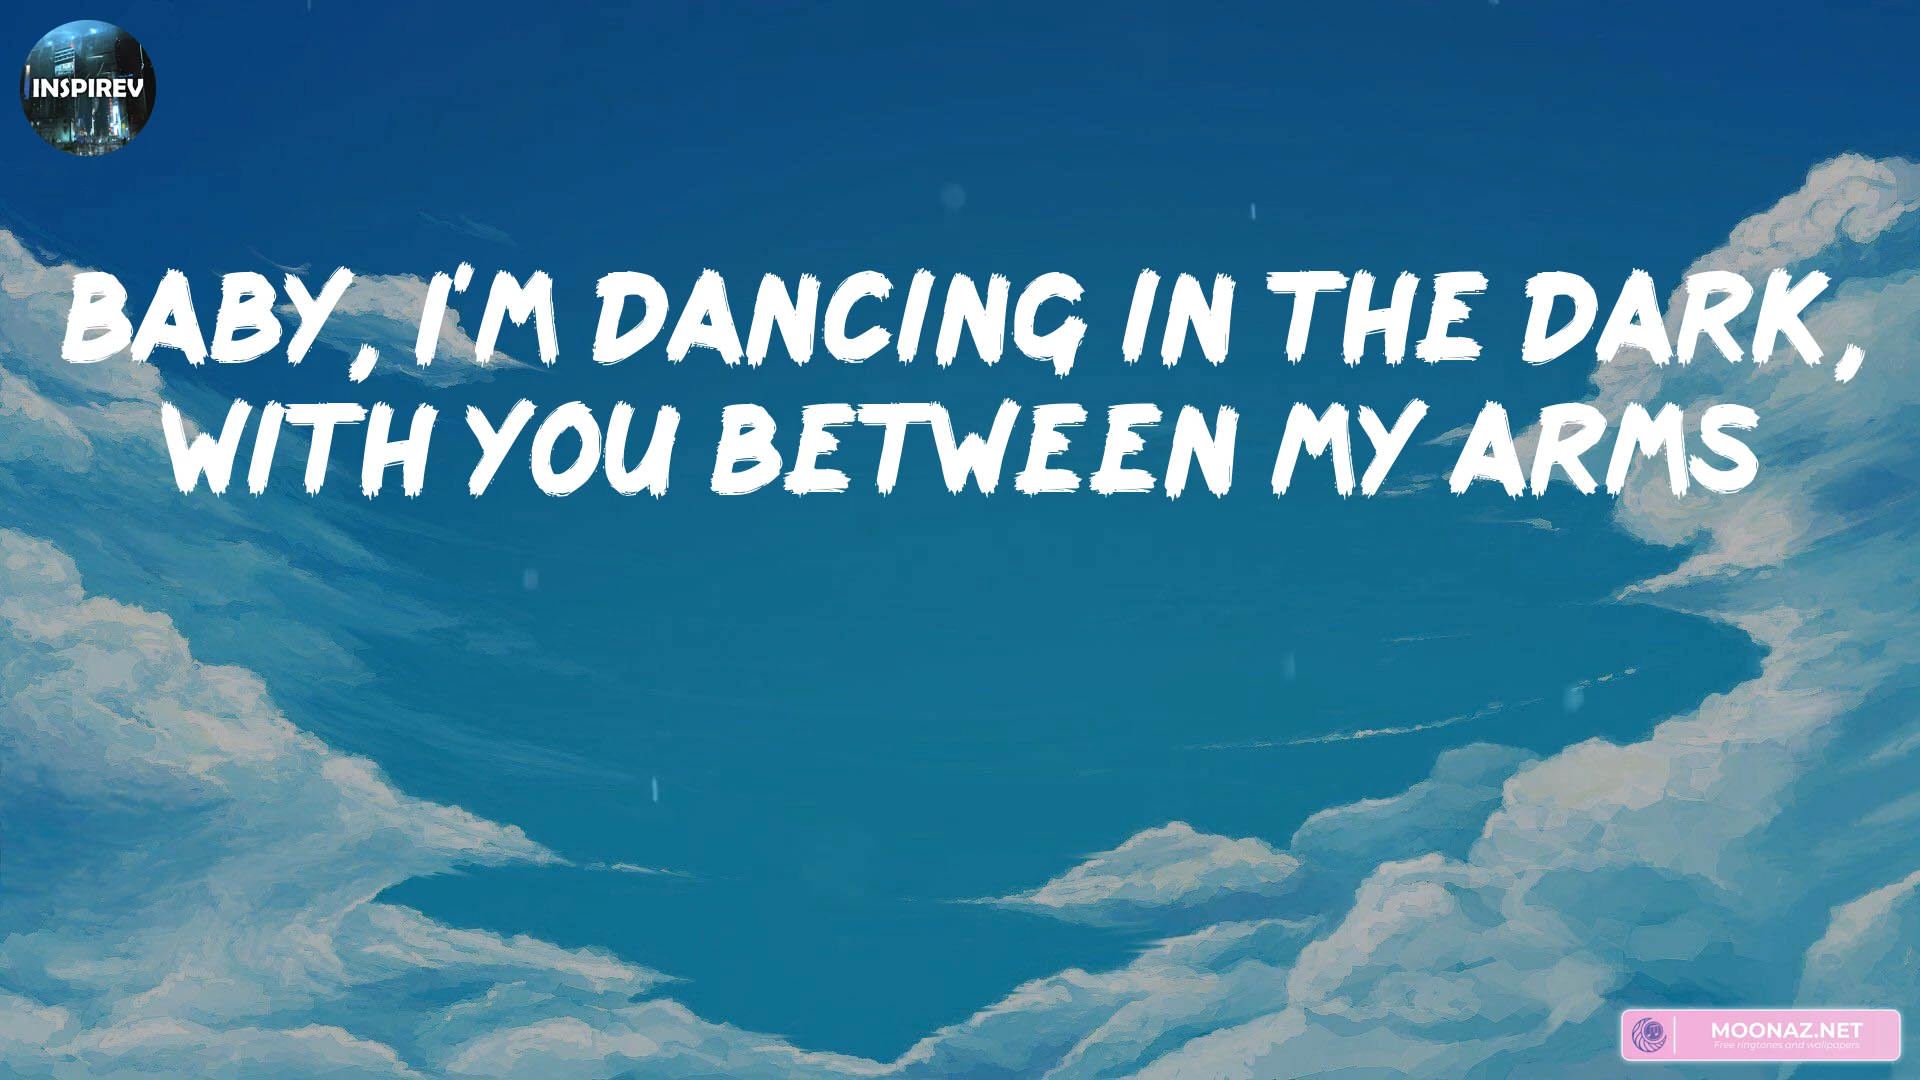 INSPIREV
BABY, I'M DANCING IN THE DARK,
WITH YOU BETWEEN MY ARMS
MOONAZ.NET
Free ringtones and wallpapers